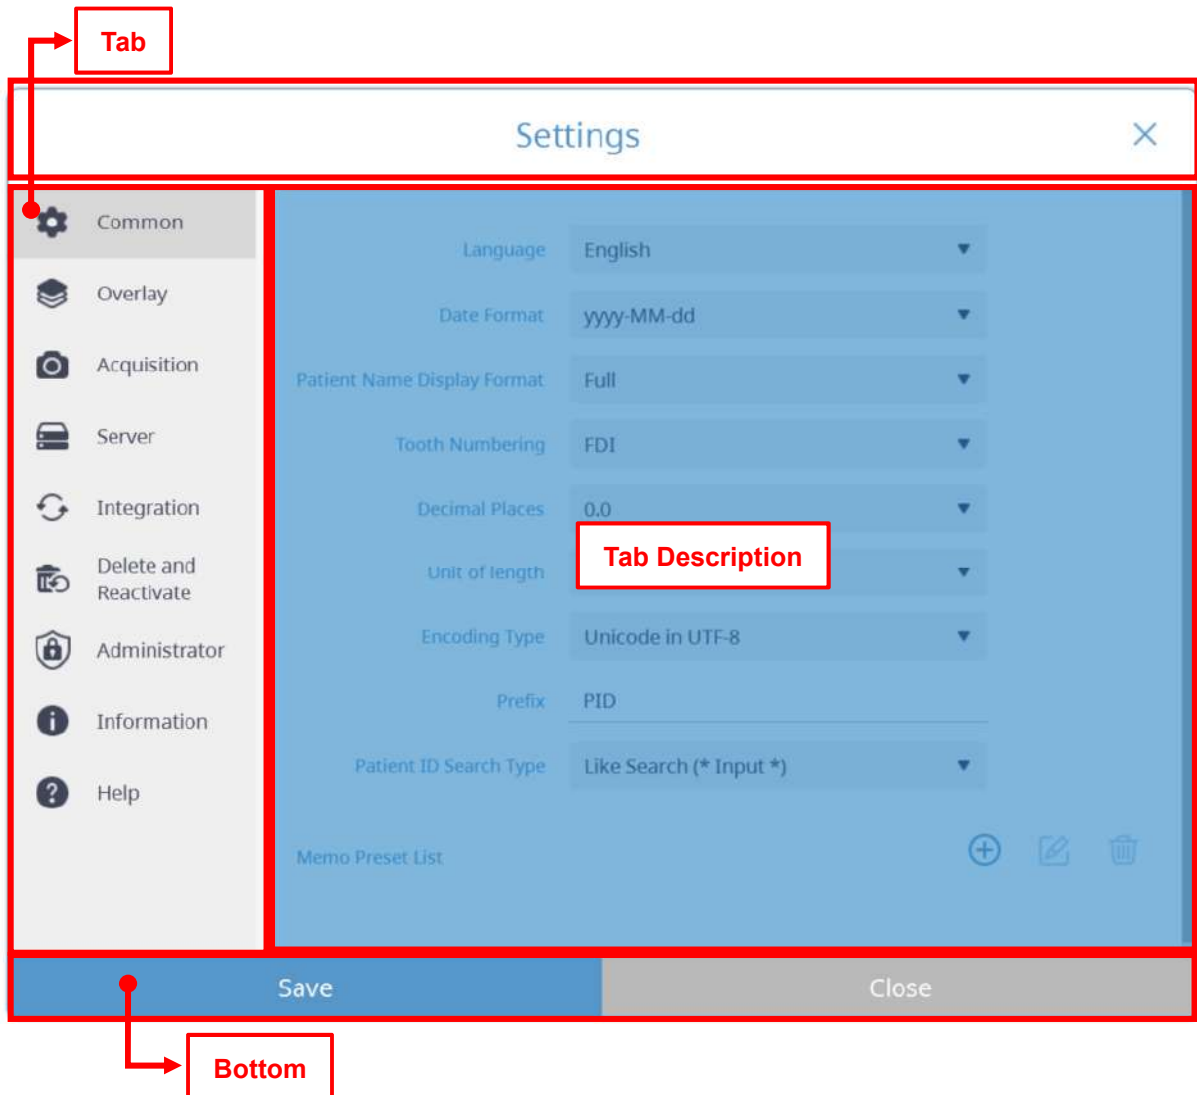 Tab
Settings
Common
Overlay
Acquisition
Server
Integration
Delete and
Reactivate
Administrator
Information
Help
Language English
Date Format yyyy-MM-dd
Patient Name Display Format Full
Tooth Numbering FDI
Decimal Places 0.0
Tab Description
Unit of length
Encoding Type Unicode in UTF-8
Prefix PID
Patient ID Search Type Like Search (* Input *)
Memo Preset List
Save Close
Bottom